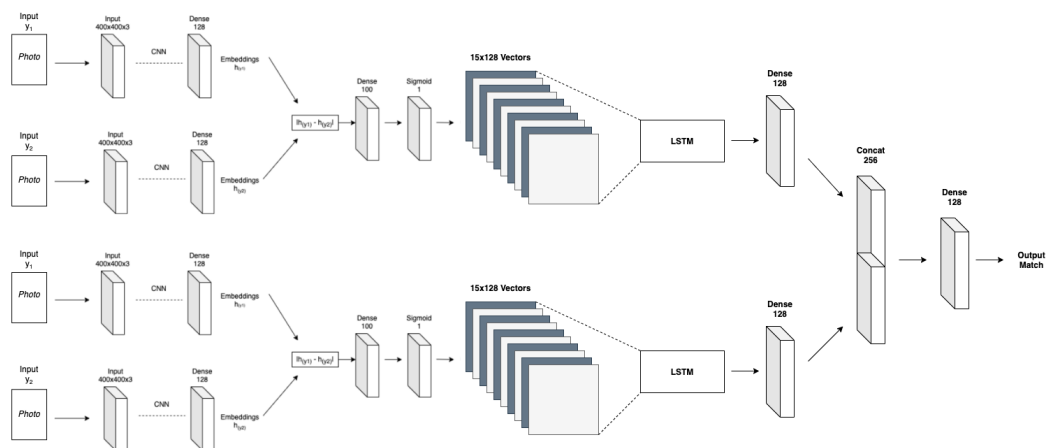 Input
y1
Photo
Input
400x400x3
CNN
Dense
128
Embeddings
h(y1)
Input
y2
Photo
Input
400x400x3
CNN
Dense
128
Embeddings
h(y2)
|h(y1) - h(y2)|
Dense
100
Sigmoid
1
15x128 Vectors
LSTM
Dense
128
Input
y1
Photo
Input
400x400x3
CNN
Dense
128
Embeddings
h(y1)
Input
y2
Photo
Input
400x400x3
CNN
Dense
128
Embeddings
h(y2)
|h(y1) - h(y2)|
Dense
100
Sigmoid
1
15x128 Vectors
LSTM
Dense
128
Concat
256
Dense
128
Output
Match